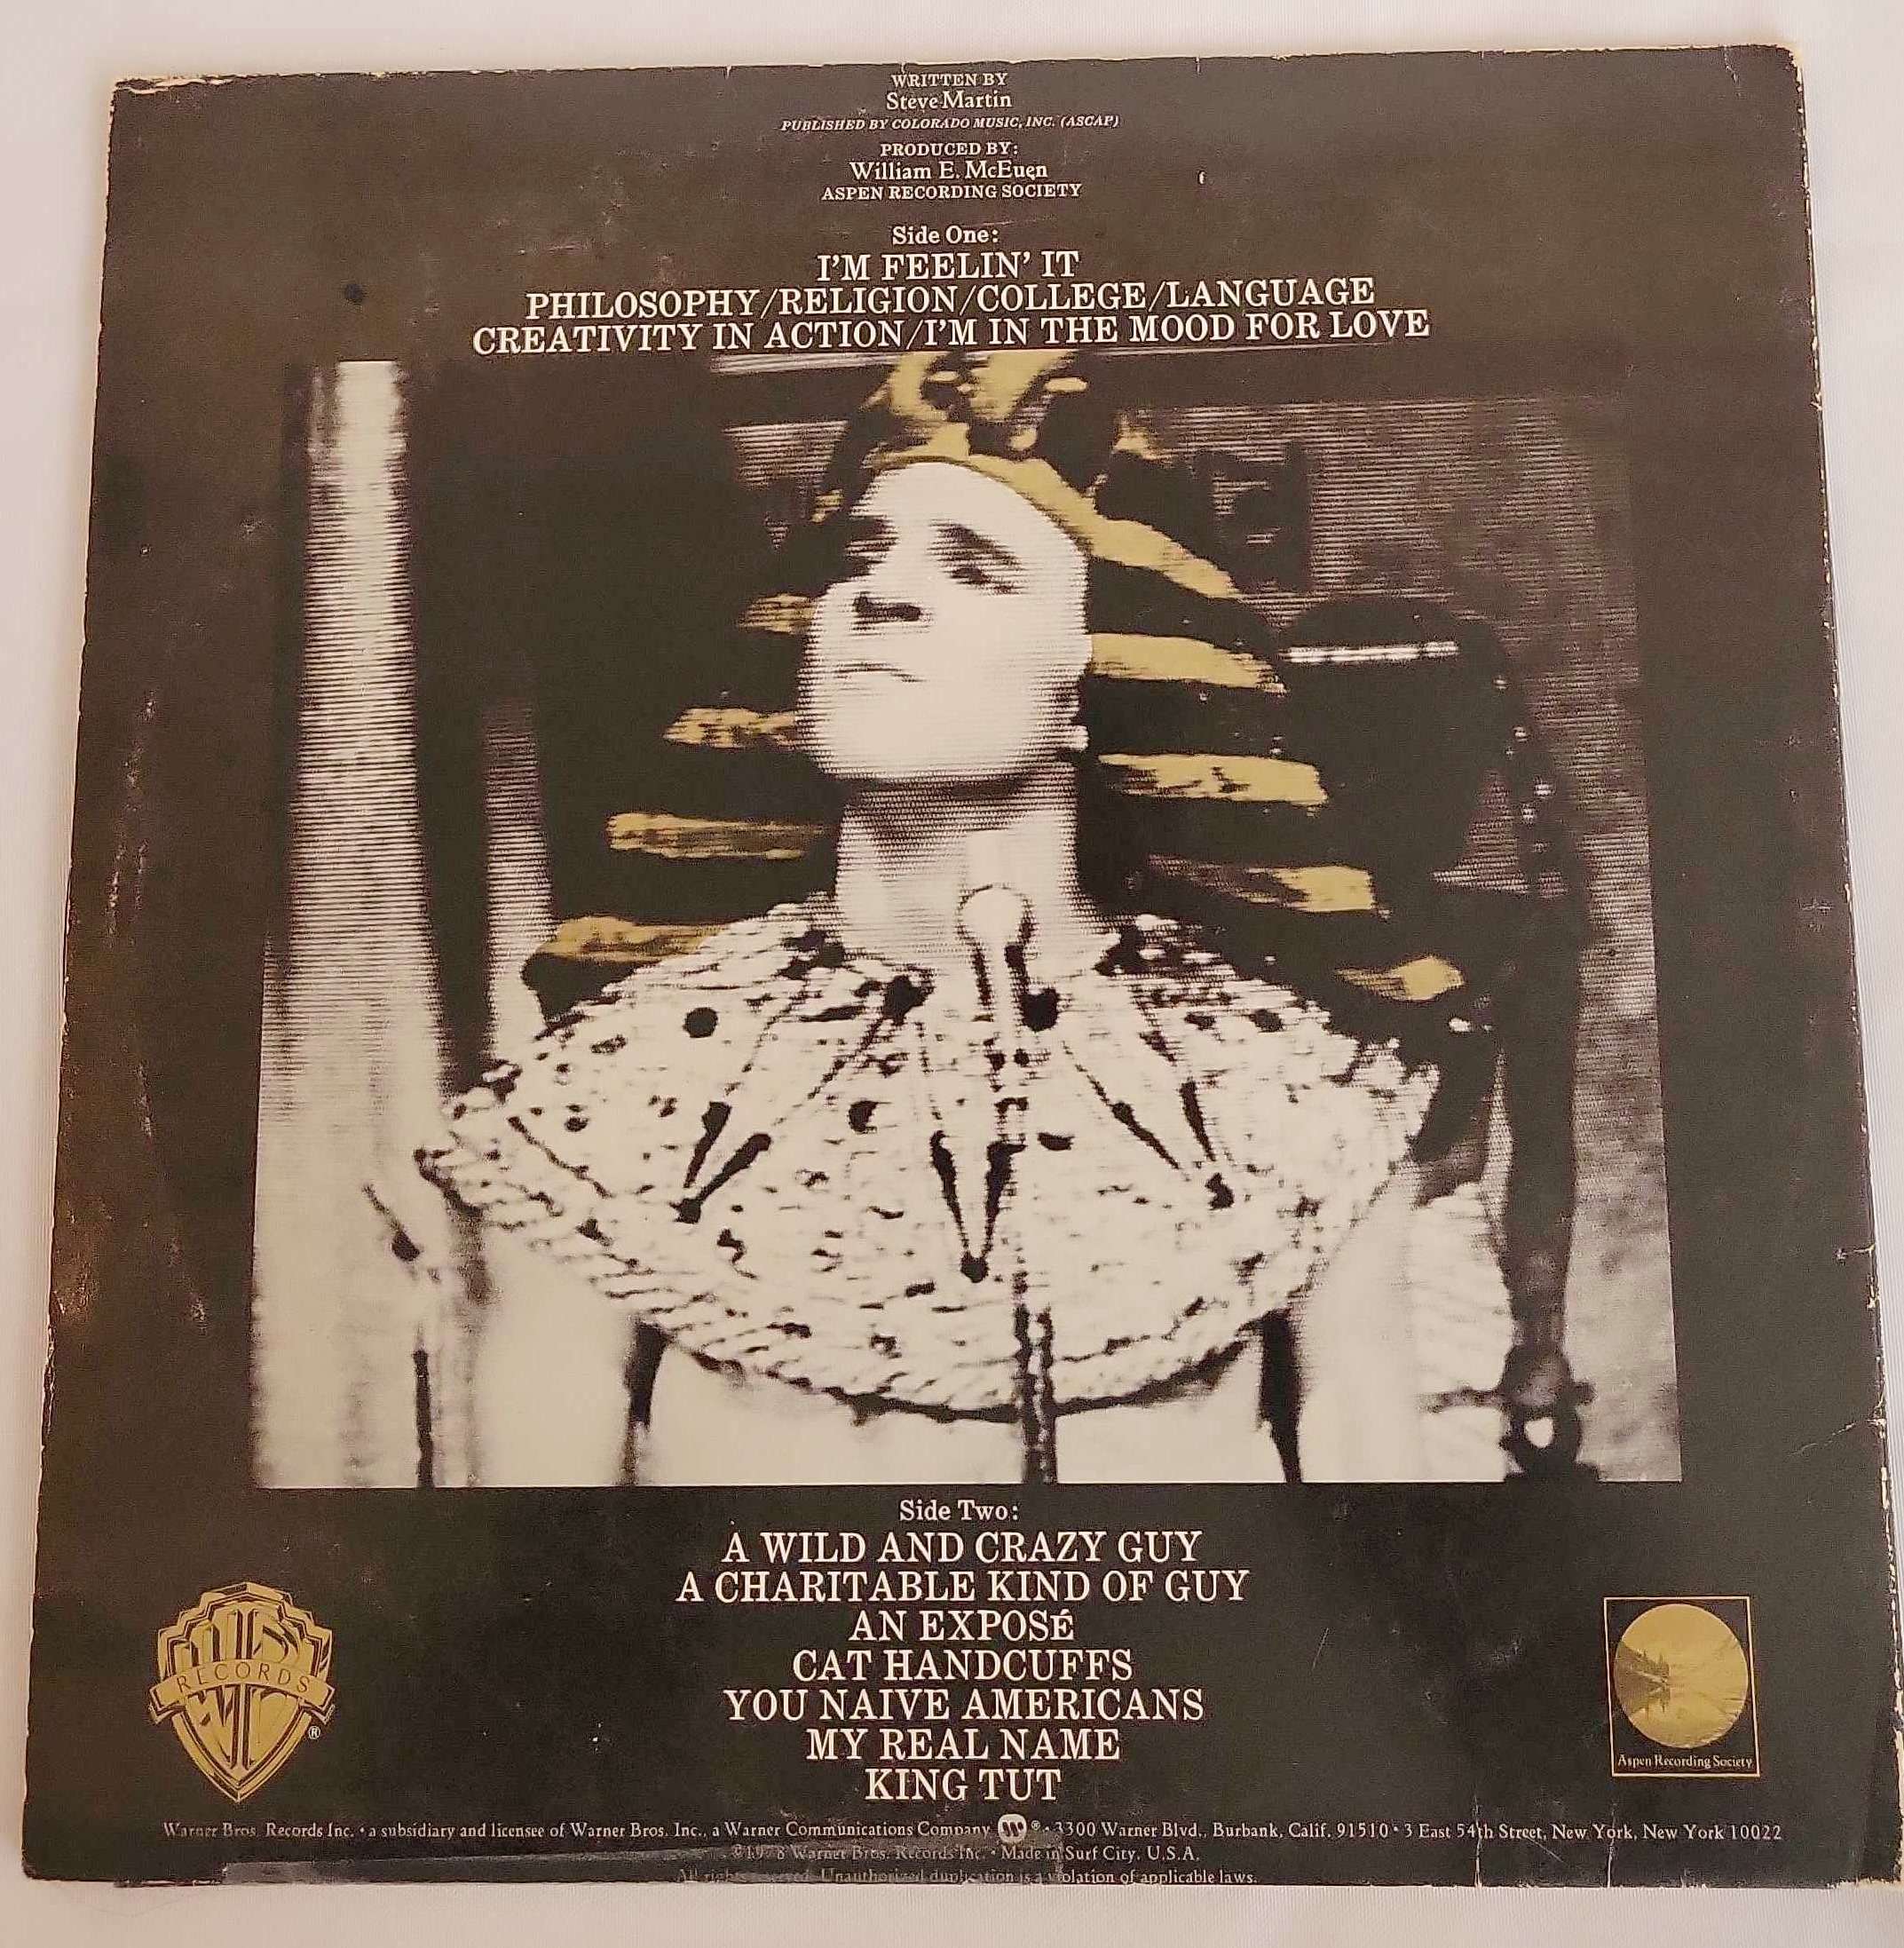 WRITTEN BY
Steve Martin
PUBLISHED BY COLORADO MUSIC, INC. (ASCAP)
PRODUCED BY:
William E. McEuen
ASPEN RECORDING SOCIETY
Side One:
I'M FEELIN' IT
PHILOSOPHY/RELIGION/COLLEGE/LANGUAGE
CREATIVITY IN ACTION/I'M IN THE MOOD FOR LOVE
Side Two:
A WILD AND CRAZY GUY
A CHARITABLE KIND OF GUY
AN EXPOSÉ
CAT HANDCUFFS
YOU NAIVE AMERICANS
MY REAL NAME
KING TUT
RECORDS
®
Aspen Recording Society
Warner Bros. Records Inc. • a subsidiary and licensee of Warner Bros. Inc., a Warner Communications Company ® • 3300 Warner Blvd., Burbank, Calif. 91510 • 3 East 54th Street, New York, New York 10022
©1978 Warner Bros. Records Inc. • Made in Surf City, U.S.A.
All rights reserved. Unauthorized duplication is a violation of applicable laws.